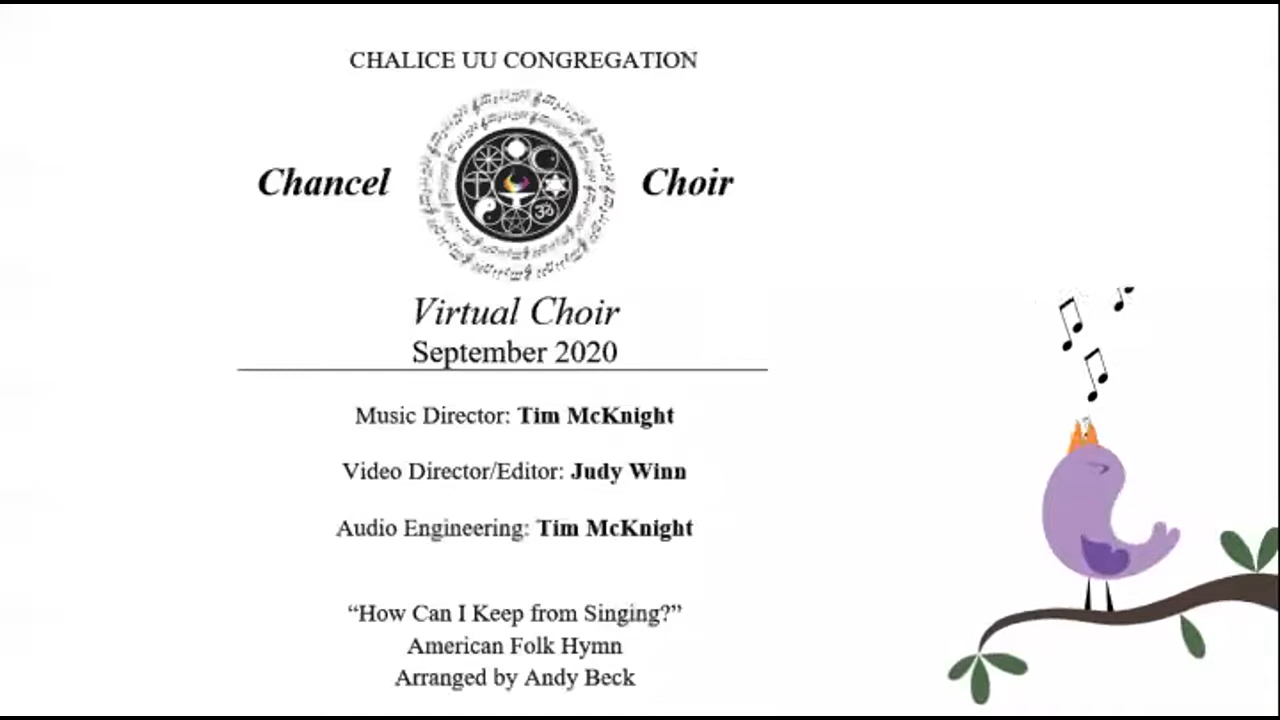 CHALICE UU CONGREGATION
Chancel Choir
Virtual Choir
September 2020
Music Director: Tim McKnight
Video Director/Editor: Judy Winn
Audio Engineering: Tim McKnight
“How Can I Keep from Singing?”
American Folk Hymn
Arranged by Andy Beck